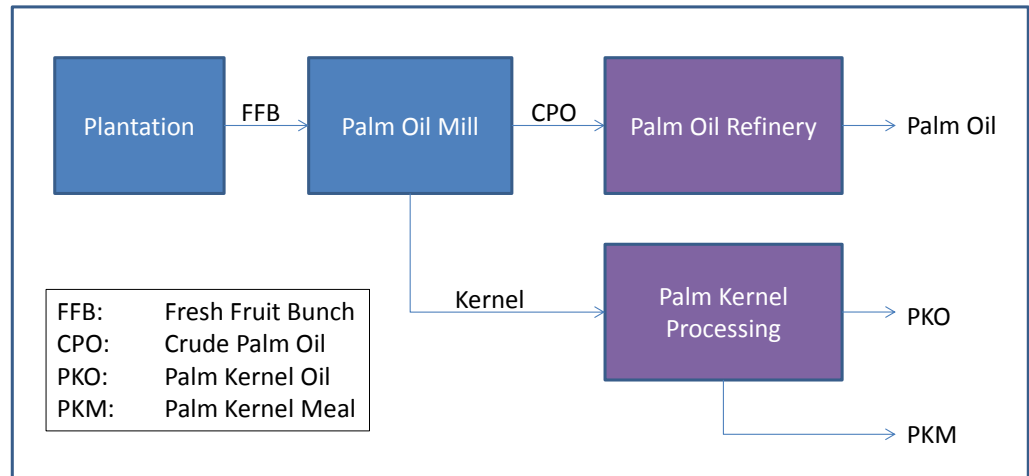 Plantation
FFB
Palm Oil Mill
CPO
Palm Oil Refinery
Palm Oil
Kernel
Palm Kernel
Processing
PKO
PKM
FFB: Fresh Fruit Bunch
CPO: Crude Palm Oil
PKO: Palm Kernel Oil
PKM: Palm Kernel Meal